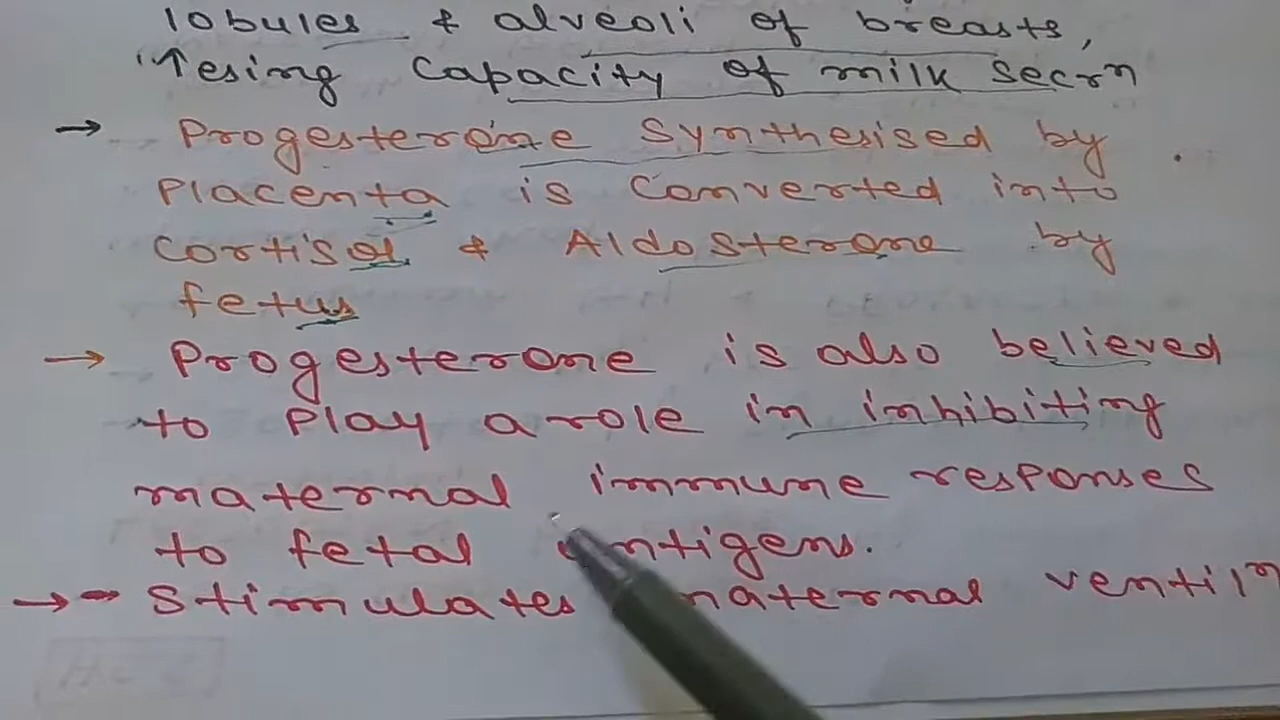 lobules & alveoli of breasts,
↑esing capacity of milk secrⁿ
→ Progesterone synthesised by
Placenta is converted into
cortisol & Aldosterone by
fetus
→ Progesterone is also believed
to Play a role in inhibiting
maternal immune responses
to fetal antigens.
→ - Stimulates maternal ventilⁿ